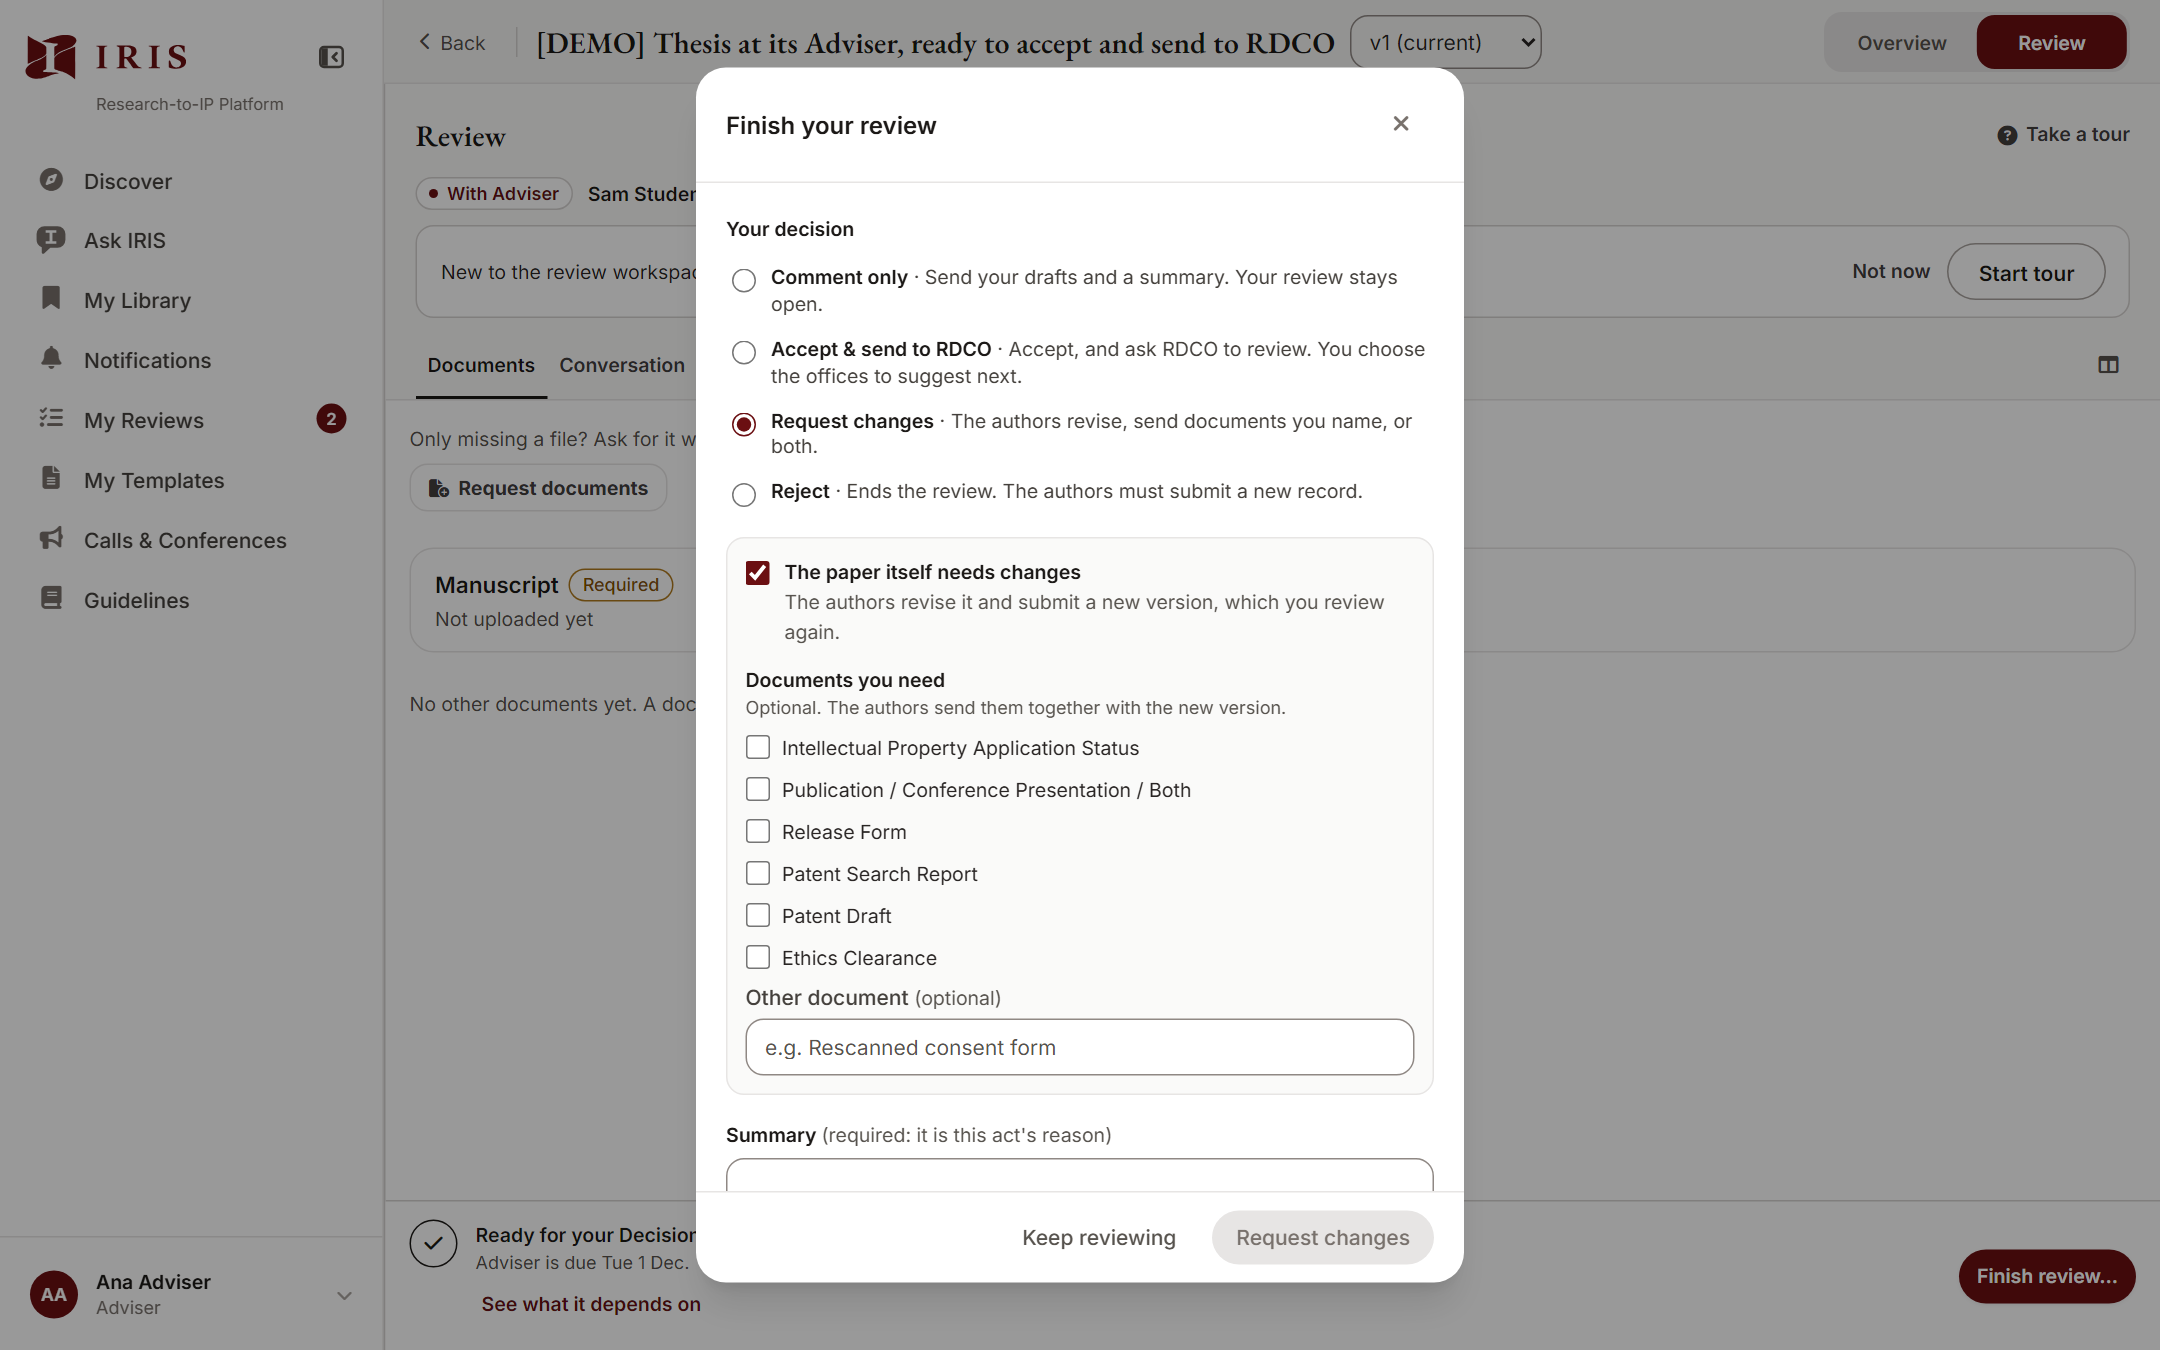 IRIS
Research-to-IP Platform
Discover
Ask IRIS
My Library
Notifications
My Reviews
2
My Templates
Calls & Conferences
Guidelines
AA
Ana Adviser
Adviser
Back
[DEMO] Thesis at its Adviser, ready to accept and send to RDCO
v1 (current)
Overview
Review
Review
Take a tour
With Adviser
Sam Studen
New to the review workspac
Not now
Start tour
Documents
Conversation
Only missing a file? Ask for it w
Request documents
Manuscript
Required
Not uploaded yet
No other documents yet. A doc
Ready for your Decision
Adviser is due Tue 1 Dec.
See what it depends on
Finish review...
Finish your review
Your decision
Comment only · Send your drafts and a summary. Your review stays
open.
Accept & send to RDCO · Accept, and ask RDCO to review. You choose
the offices to suggest next.
Request changes · The authors revise, send documents you name, or
both.
Reject · Ends the review. The authors must submit a new record.
The paper itself needs changes
The authors revise it and submit a new version, which you review
again.
Documents you need
Optional. The authors send them together with the new version.
Intellectual Property Application Status
Publication / Conference Presentation / Both
Release Form
Patent Search Report
Patent Draft
Ethics Clearance
Other document (optional)
e.g. Rescanned consent form
Summary (required: it is this act's reason)
Keep reviewing
Request changes